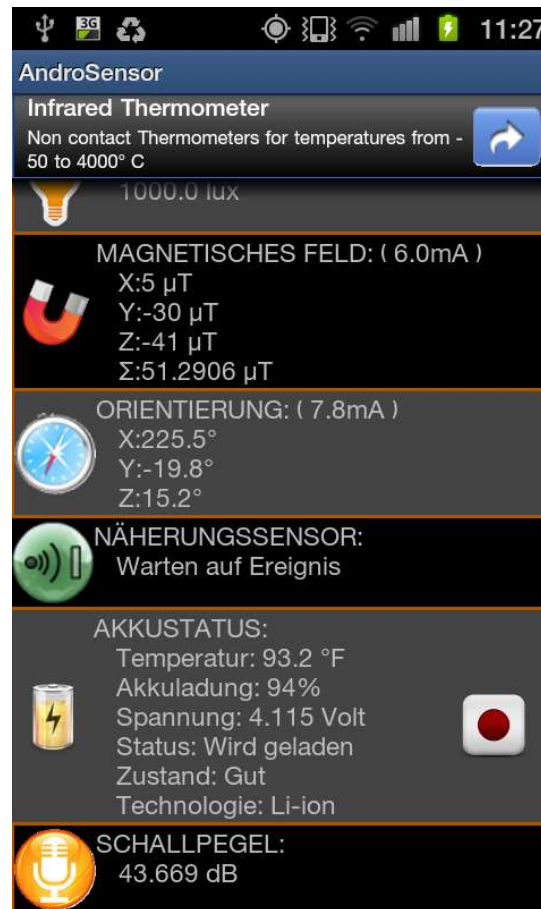 3G 11:27
AndroSensor
Infrared Thermometer
Non contact Thermometers for temperatures from -
50 to 4000° C
1000.0 lux
MAGNETISCHES FELD: ( 6.0mA )
X:5 µT
Y:-30 µT
Z:-41 µT
Σ:51.2906 µT
ORIENTIERUNG: ( 7.8mA )
X:225.5°
Y:-19.8°
Z:15.2°
NÄHERUNGSSENSOR:
Warten auf Ereignis
AKKUSTATUS:
Temperatur: 93.2 °F
Akkuladung: 94%
Spannung: 4.115 Volt
Status: Wird geladen
Zustand: Gut
Technologie: Li-ion
SCHALLPEGEL:
43.669 dB